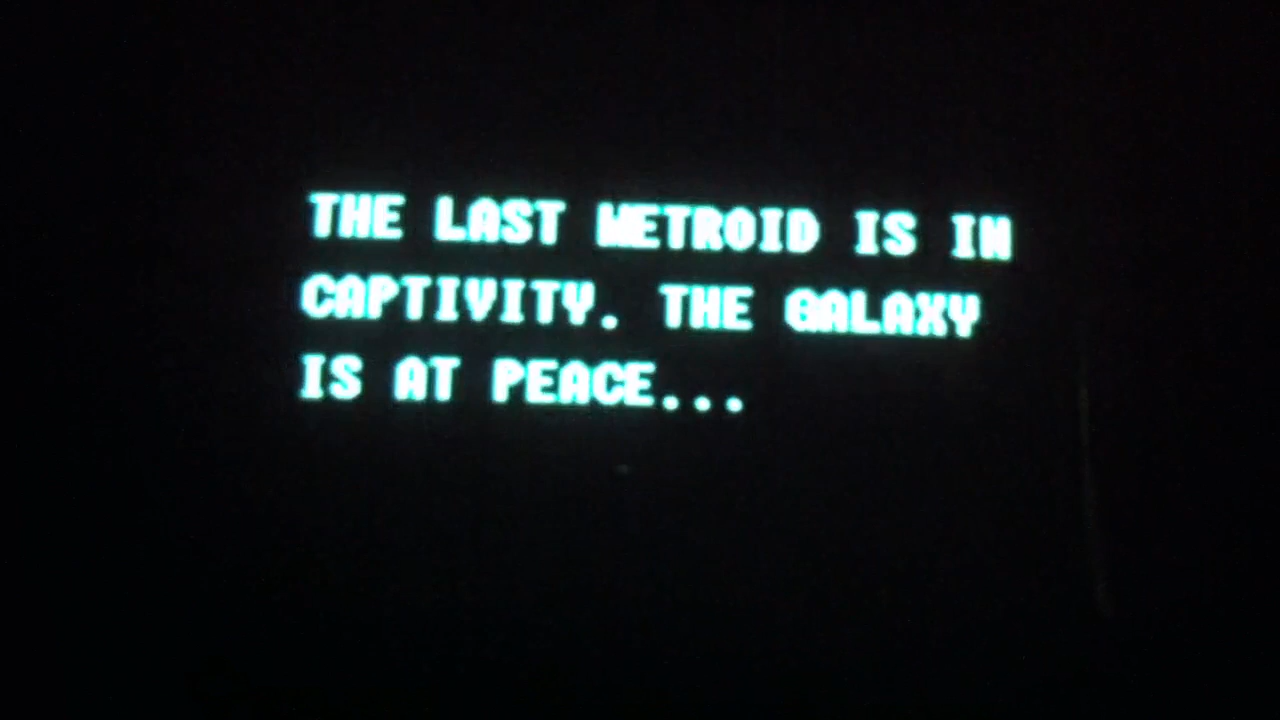 THE LAST METROID IS IN
CAPTIVITY. THE GALAXY
IS AT PEACE...